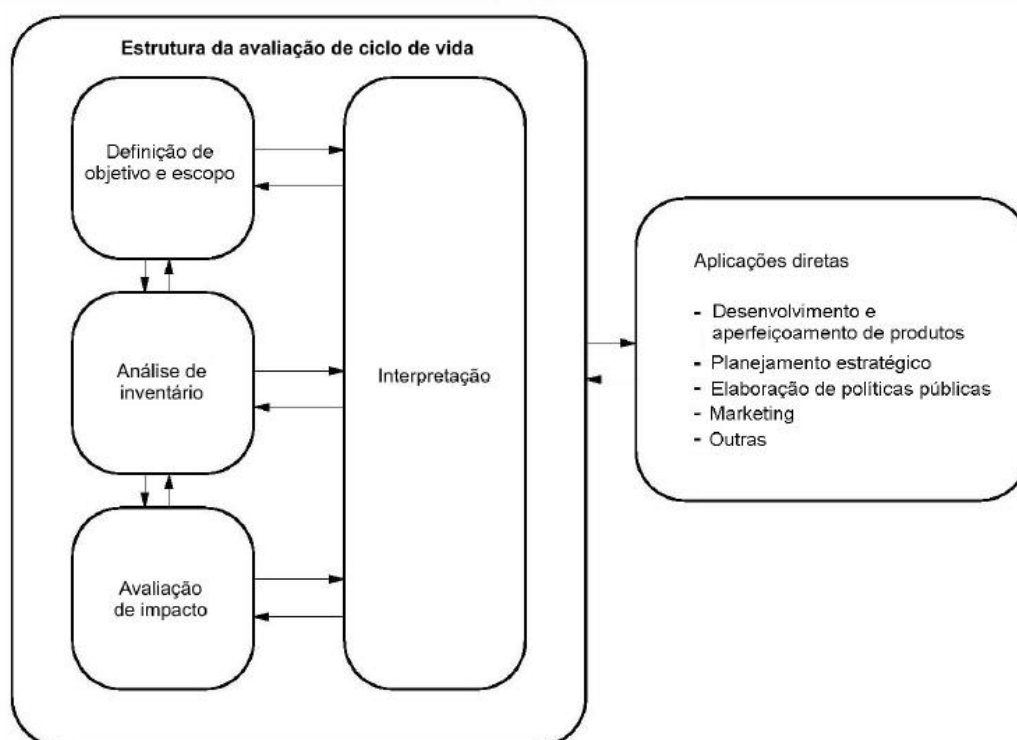 Estrutura da avaliação de ciclo de vida
Definição de
objetivo e escopo
Análise de
inventário
Avaliação
de impacto
Interpretação
Aplicações diretas
- Desenvolvimento e
aperfeiçoamento de produtos
- Planejamento estratégico
- Elaboração de políticas públicas
- Marketing
- Outras